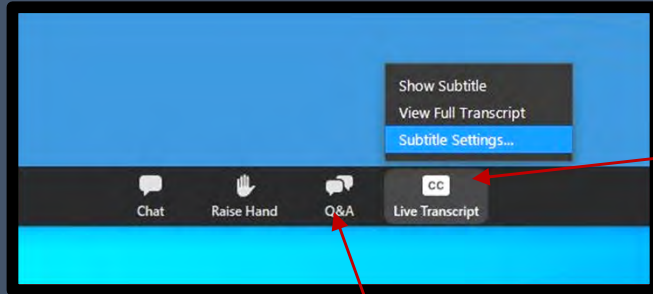 Show Subtitle
View Full Transcript
Subtitle Settings...
CC
Chat Raise Hand Q&A Live Transcript